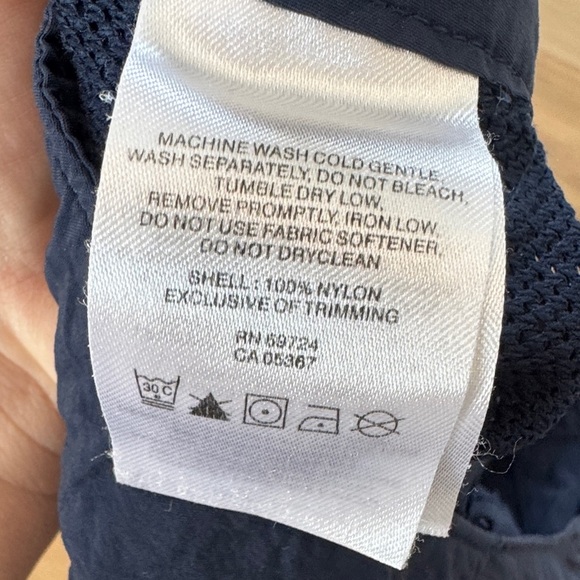 MACHINE WASH COLD GENTLE,
WASH SEPARATELY, DO NOT BLEACH,
TUMBLE DRY LOW,
REMOVE PROMPTLY, IRON LOW,
DO NOT USE FABRIC SOFTENER,
DO NOT DRYCLEAN
SHELL : 100% NYLON
EXCLUSIVE OF TRIMMING
RN 69724
CA 05367
30 C